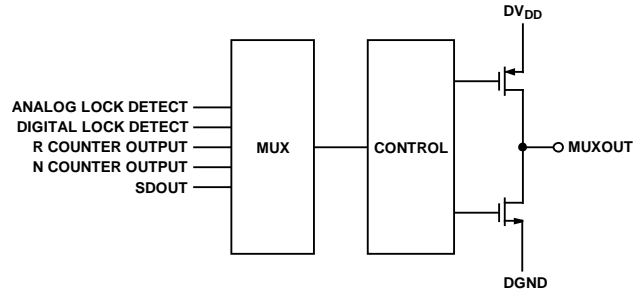 DVDD
ANALOG LOCK DETECT
DIGITAL LOCK DETECT
R COUNTER OUTPUT
N COUNTER OUTPUT
SDOUT
MUX
CONTROL
MUXOUT
DGND